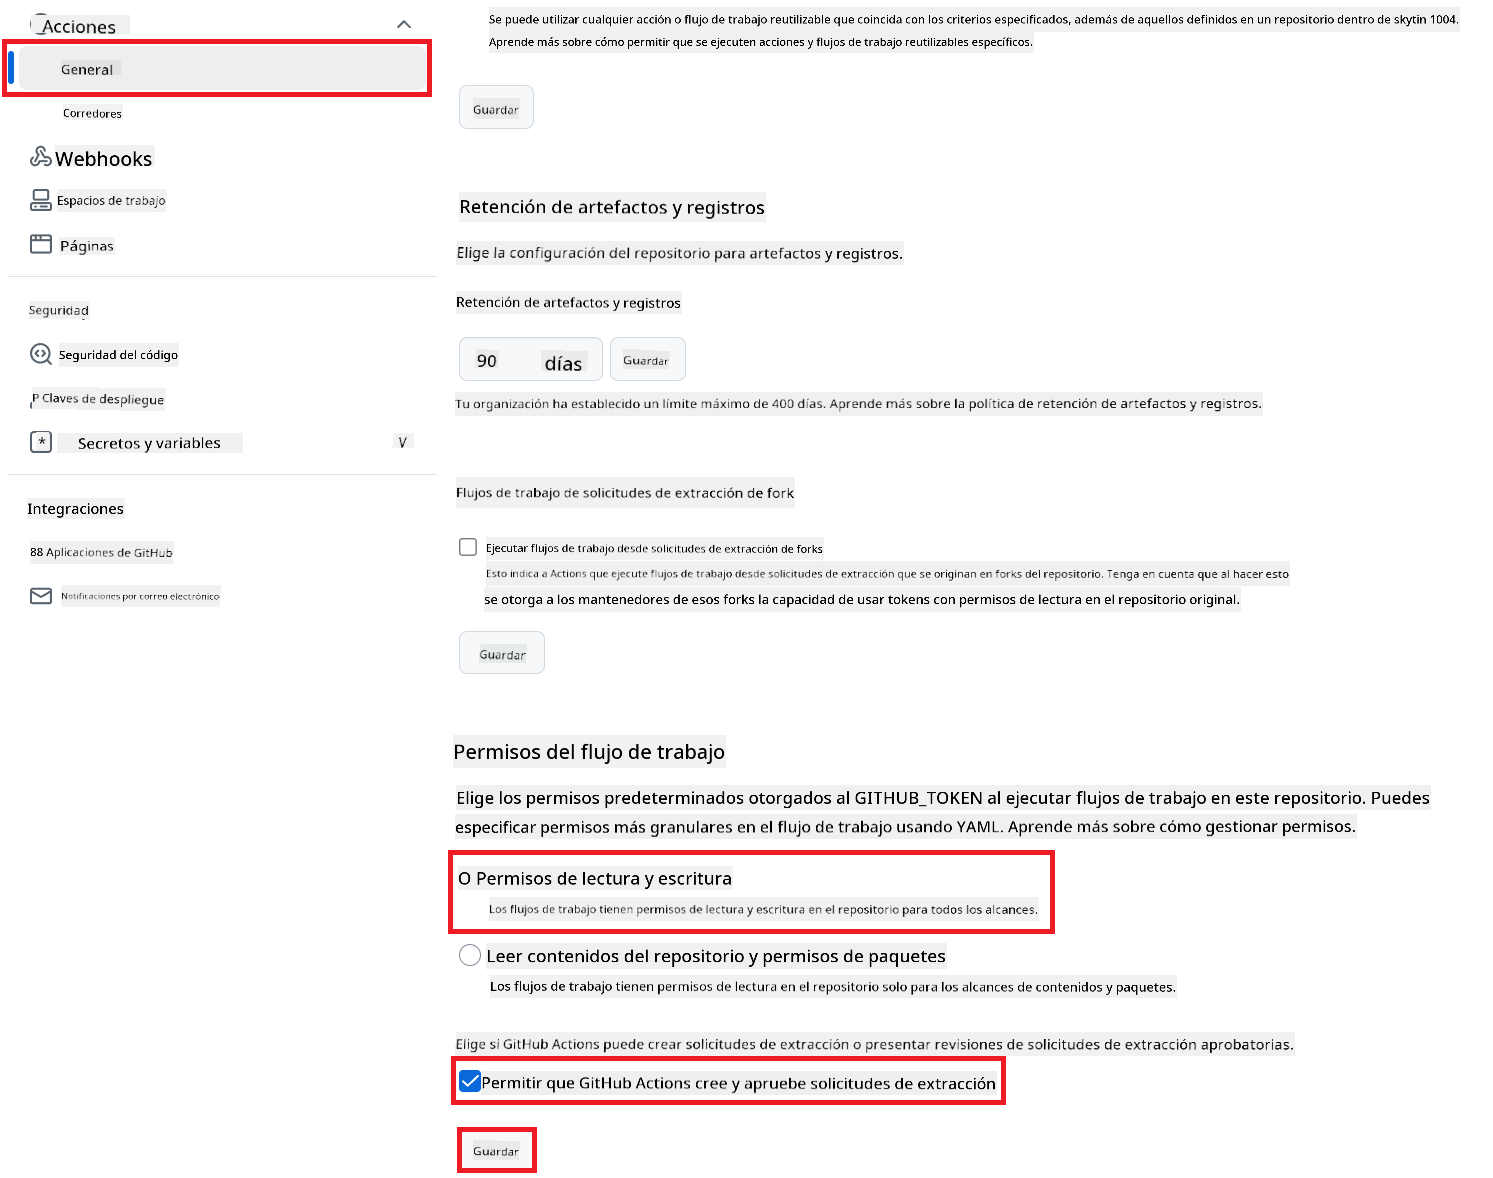 Acciones
General
Corredores
Webhooks
Espacios de trabajo
Páginas
Seguridad
Seguridad del código
P Claves de despliegue
Secretos y variables V
Integraciones
88 Aplicaciones de GitHub
Notificaciones por correo electrónico
Se puede utilizar cualquier acción o flujo de trabajo reutilizable que coincida con los criterios especificados, además de aquellos definidos en un repositorio dentro de skytin 1004.
Aprende más sobre cómo permitir que se ejecuten acciones y flujos de trabajo reutilizables específicos.
Guardar
Retención de artefactos y registros
Elige la configuración del repositorio para artefactos y registros.
Retención de artefactos y registros
90 días Guardar
Tu organización ha establecido un límite máximo de 400 días. Aprende más sobre la política de retención de artefactos y registros.
Flujos de trabajo de solicitudes de extracción de fork
Ejecutar flujos de trabajo desde solicitudes de extracción de forks
Esto indica a Actions que ejecute flujos de trabajo desde solicitudes de extracción que se originan en forks del repositorio. Tenga en cuenta que al hacer esto
se otorga a los mantenedores de esos forks la capacidad de usar tokens con permisos de lectura en el repositorio original.
Guardar
Permisos del flujo de trabajo
Elige los permisos predeterminados otorgados al GITHUB_TOKEN al ejecutar flujos de trabajo en este repositorio. Puedes
especificar permisos más granulares en el flujo de trabajo usando YAML. Aprende más sobre cómo gestionar permisos.
O Permisos de lectura y escritura
Los flujos de trabajo tienen permisos de lectura y escritura en el repositorio para todos los alcances.
Leer contenidos del repositorio y permisos de paquetes
Los flujos de trabajo tienen permisos de lectura en el repositorio solo para los alcances de contenidos y paquetes.
Elige si GitHub Actions puede crear solicitudes de extracción o presentar revisiones de solicitudes de extracción aprobatorias.
Permitir que GitHub Actions cree y apruebe solicitudes de extracción
Guardar